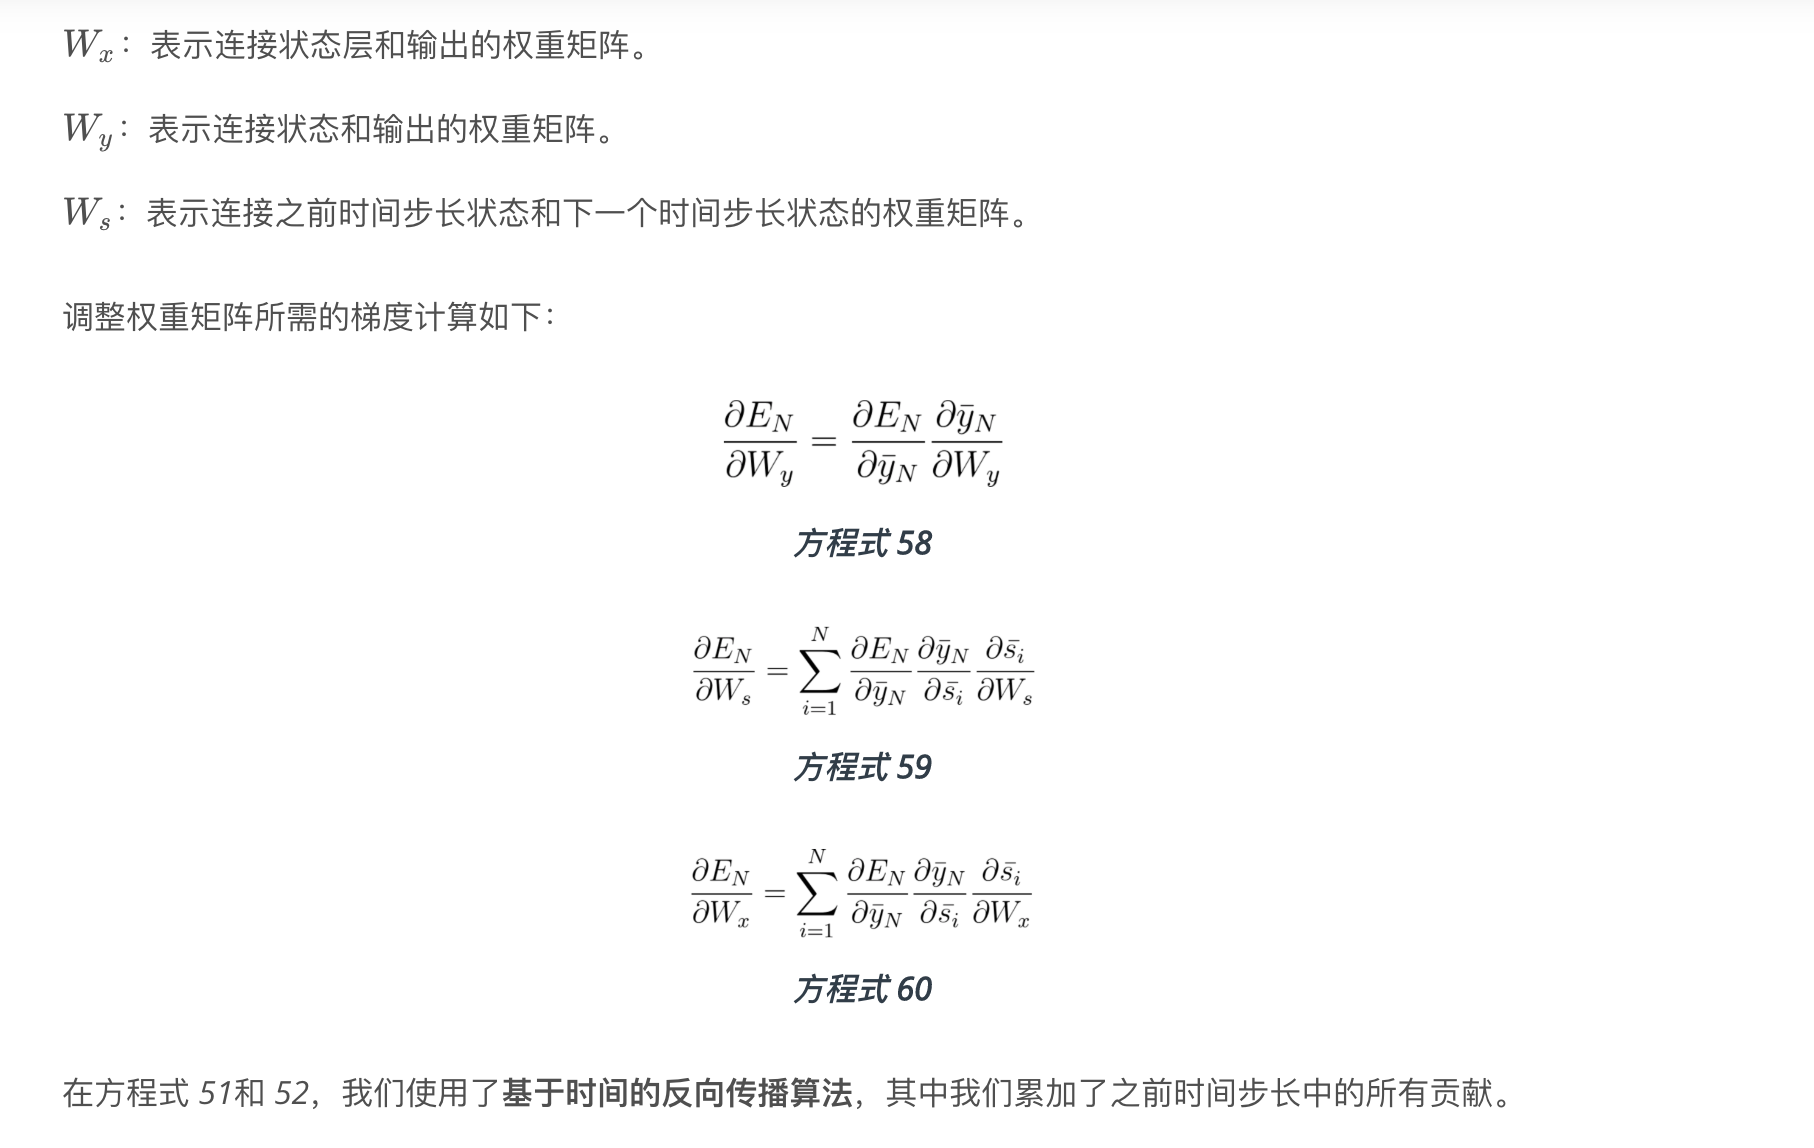 $W_x$：表示连接状态层和输出的权重矩阵。
$W_y$：表示连接状态和输出的权重矩阵。
$W_s$：表示连接之前时间步长状态和下一个时间步长状态的权重矩阵。
调整权重矩阵所需的梯度计算如下：
$\frac{\partial E_N}{\partial W_y} = \frac{\partial E_N}{\partial \bar{y}_N} \frac{\partial \bar{y}_N}{\partial W_y}$
方程式 58
$\frac{\partial E_N}{\partial W_s} = \sum_{i=1}^{N} \frac{\partial E_N}{\partial \bar{y}_N} \frac{\partial \bar{y}_N}{\partial \bar{s}_i} \frac{\partial \bar{s}_i}{\partial W_s}$
方程式 59
$\frac{\partial E_N}{\partial W_x} = \sum_{i=1}^{N} \frac{\partial E_N}{\partial \bar{y}_N} \frac{\partial \bar{y}_N}{\partial \bar{s}_i} \frac{\partial \bar{s}_i}{\partial W_x}$
方程式 60
在方程式 51和 52，我们使用了基于时间的反向传播算法，其中我们累加了之前时间步长中的所有贡献。